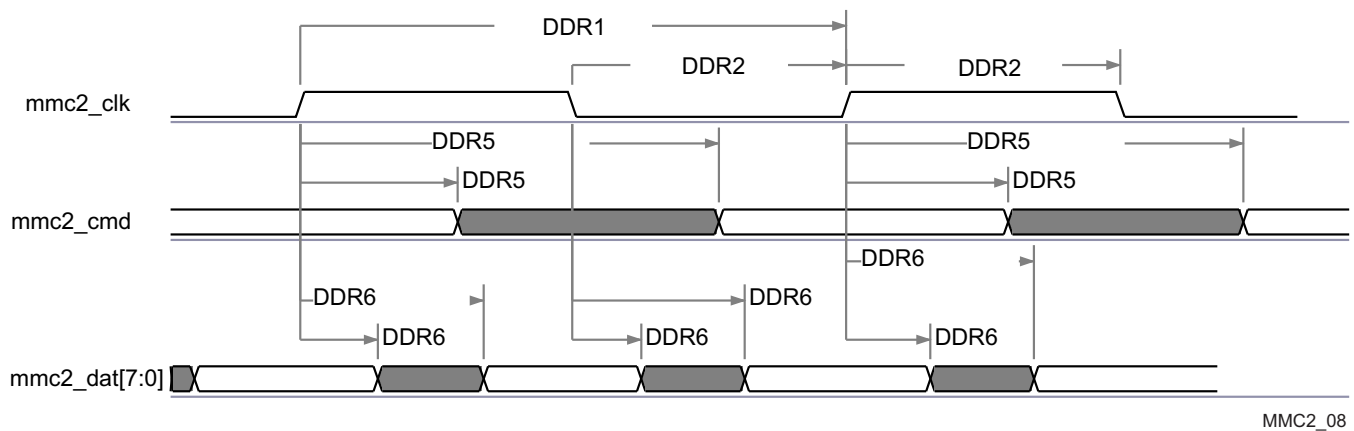 DDR1
DDR2 DDR2
mmc2_clk
DDR5 DDR5
DDR5 DDR5
mmc2_cmd
DDR6
DDR6 DDR6
DDR6 DDR6 DDR6
mmc2_dat[7:0]
MMC2_08